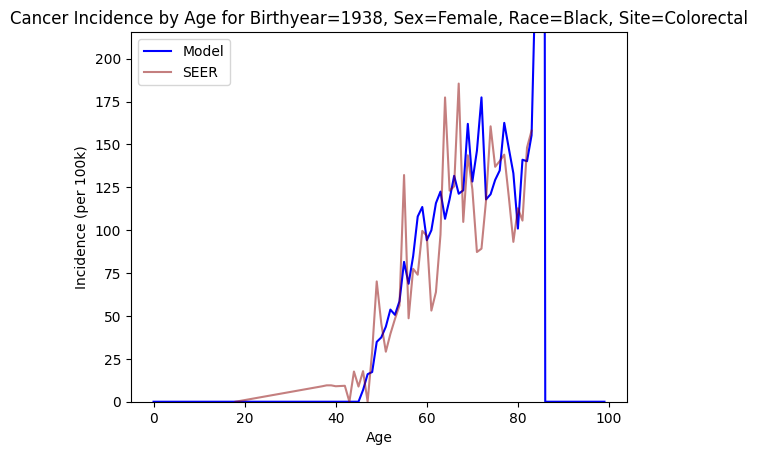 Cancer Incidence by Age for Birthyear=1938, Sex=Female, Race=Black, Site=Colorectal
Model
SEER
200
175
150
125
100
75
50
25
0
Incidence (per 100k)
0 20 40 60 80 100
Age